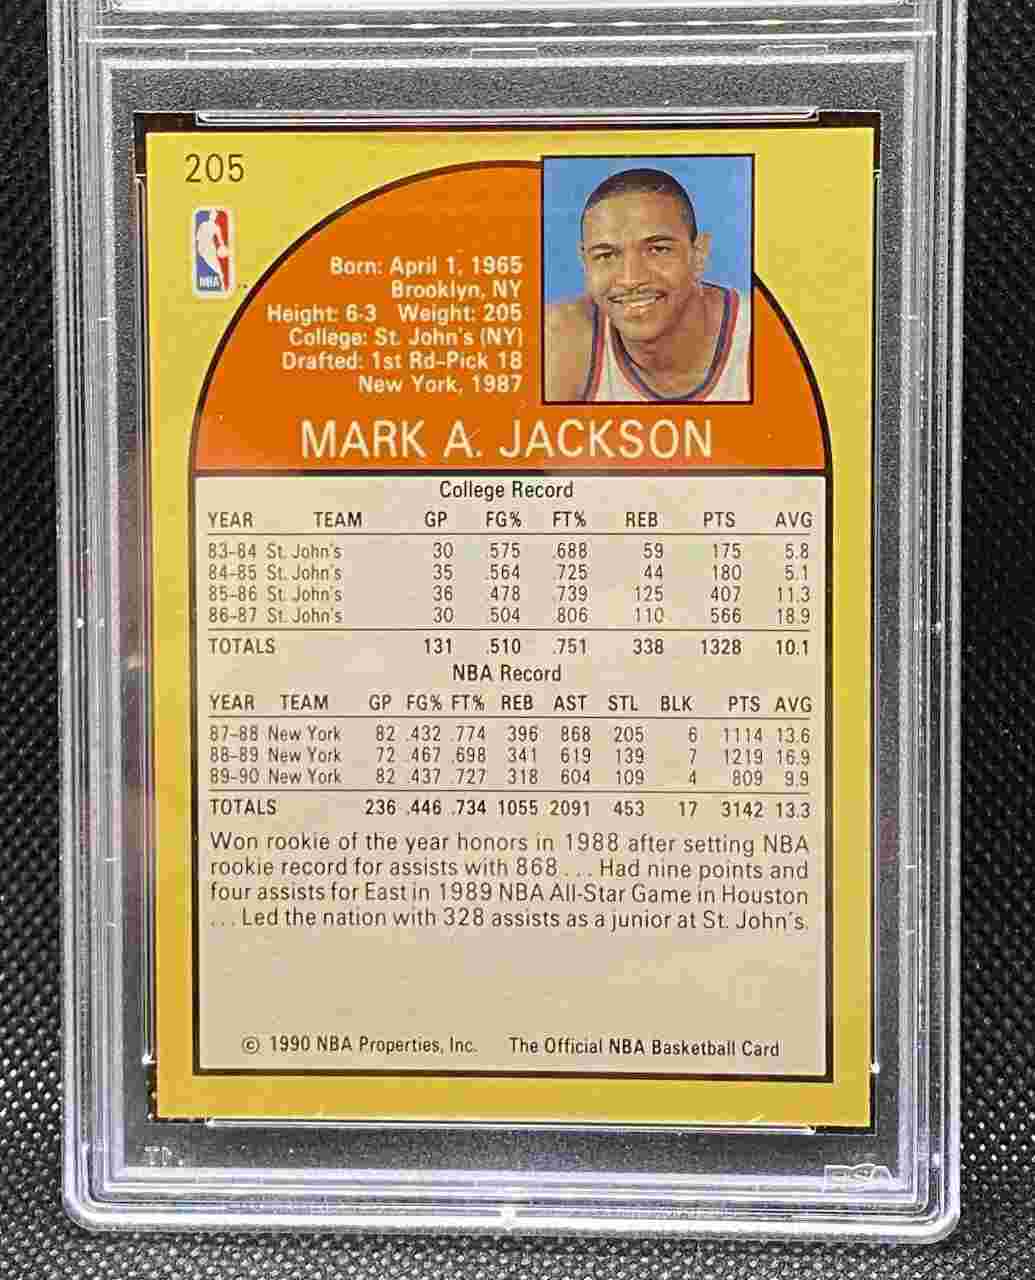 205
NBA
Born: April 1, 1965
Brooklyn, NY
Height: 6-3 Weight: 205
College: St. John's (NY)
Drafted: 1st Rd-Pick 18
New York, 1987
MARK A. JACKSON
College Record
YEAR TEAM GP FG% FT% REB PTS AVG
83-84 St. John's 30 .575 .688 59 175 5.8
84-85 St. John's 35 .564 .725 44 180 5.1
85-86 St. John's 36 .478 .739 125 407 11.3
86-87 St. John's 30 .504 .806 110 566 18.9
TOTALS 131 .510 .751 338 1328 10.1
NBA Record
YEAR TEAM GP FG% FT% REB AST STL BLK PTS AVG
87-88 New York 82 .432 .774 396 868 205 6 1114 13.6
88-89 New York 72 .467 .698 341 619 139 7 1219 16.9
89-90 New York 82 .437 .727 318 604 109 4 809 9.9
TOTALS 236 .446 .734 1055 2091 453 17 3142 13.3
Won rookie of the year honors in 1988 after setting NBA
rookie record for assists with 868 . . . Had nine points and
four assists for East in 1989 NBA All-Star Game in Houston
. . . Led the nation with 328 assists as a junior at St. John's.
© 1990 NBA Properties, Inc. The Official NBA Basketball Card
PSA